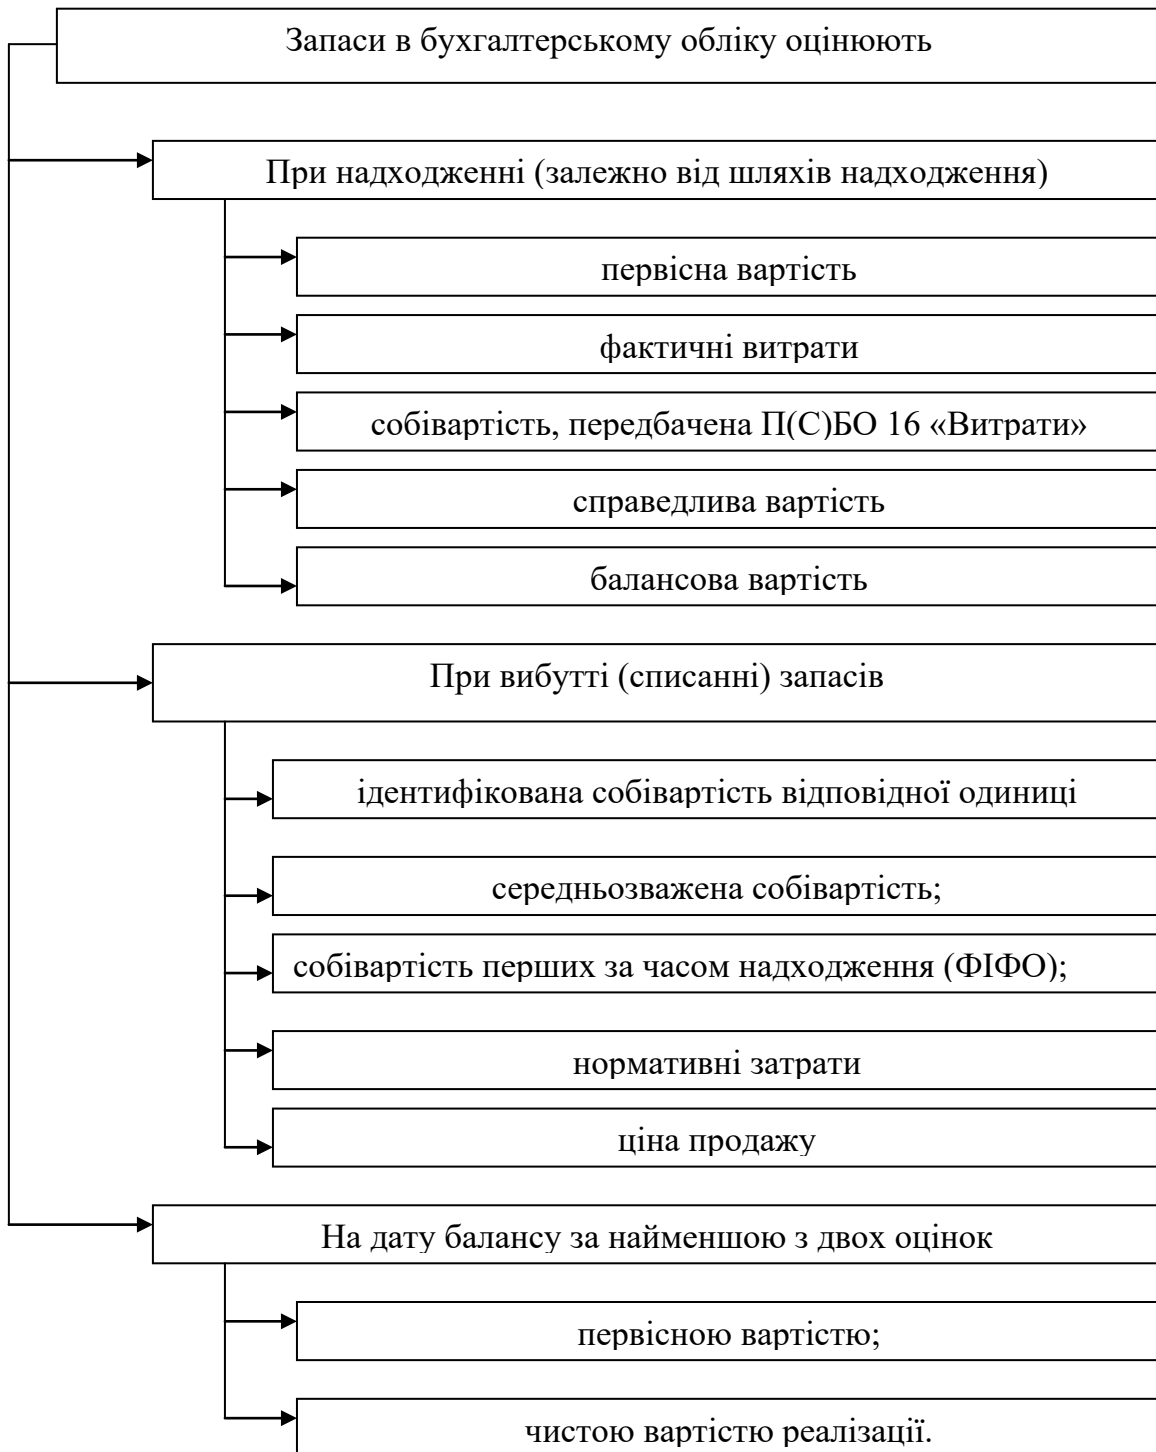 Запаси в бухгалтерському обліку оцінюють
При надходженні (залежно від шляхів надходження)
первісна вартість
фактичні витрати
собівартість, передбачена П(С)БО 16 «Витрати»
справедлива вартість
балансова вартість
При вибутті (списанні) запасів
ідентифікована собівартість відповідної одиниці
середньозважена собівартість;
собівартість перших за часом надходження (ФІФО);
нормативні затрати
ціна продажу
На дату балансу за найменшою з двох оцінок
первісною вартістю;
чистою вартістю реалізації.